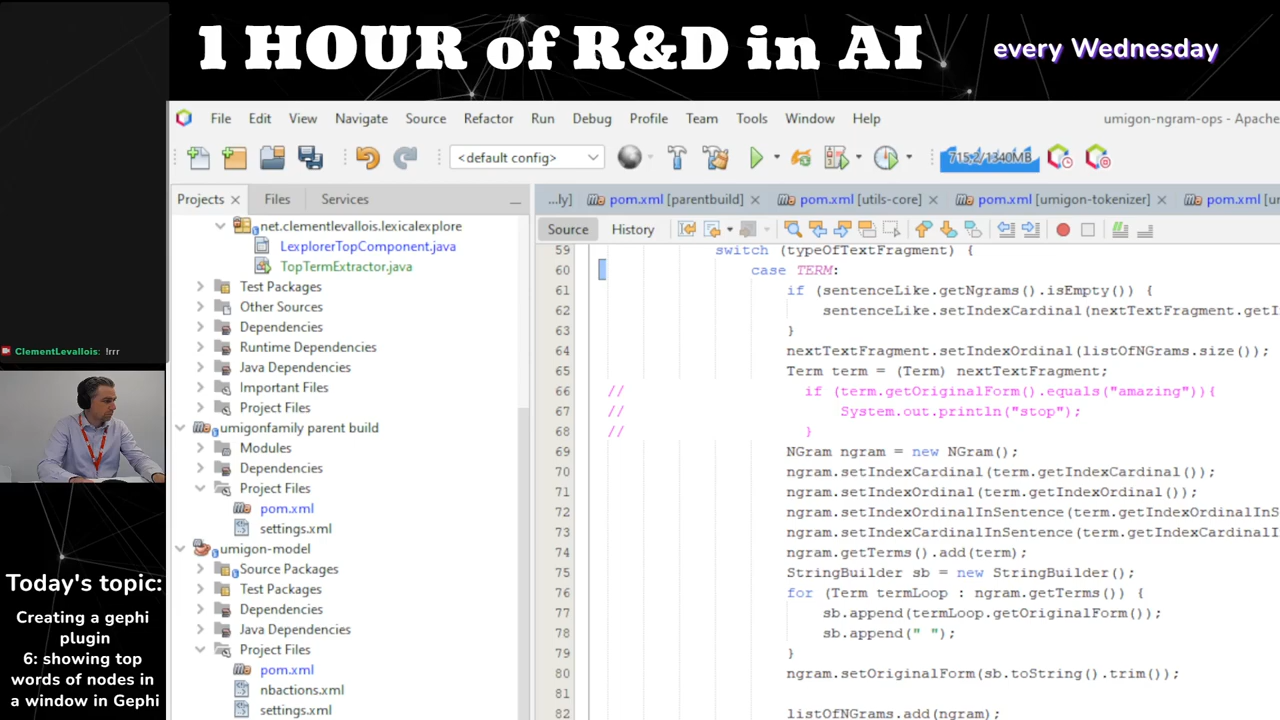 1 HOUR of R&D in AI
every Wednesday
File Edit View Navigate Source Refactor Run Debug Profile Team Tools Window Help
umigon-ngram-ops - Apache
<default config>
715,2/1340MB
Projects Files Services
...ly] pom.xml [parentbuild] pom.xml [utils-core] pom.xml [umigon-tokenizer] pom.xml [u
Source History
net.clementlevallois.lexicalexplore
LexplorerTopComponent.java
TopTermExtractor.java
Test Packages
Other Sources
Dependencies
Runtime Dependencies
Java Dependencies
Important Files
Project Files
umigonfamily parent build
Modules
Dependencies
Project Files
pom.xml
settings.xml
umigon-model
Source Packages
Test Packages
Dependencies
Java Dependencies
Project Files
pom.xml
nbactions.xml
settings.xml
59 switch (typeOfTextFragment) {
60 case TERM:
61 if (sentenceLike.getNgrams().isEmpty()) {
62 sentenceLike.setIndexCardinal(nextTextFragment.getI
63 }
64 nextTextFragment.setIndexOrdinal(listOfNGrams.size());
65 Term term = (Term) nextTextFragment;
66 // if (term.getOriginalForm().equals("amazing")){
67 // System.out.println("stop");
68 // }
69 NGram ngram = new NGram();
70 ngram.setIndexCardinal(term.getIndexCardinal());
71 ngram.setIndexOrdinal(term.getIndexOrdinal());
72 ngram.setIndexOrdinalInSentence(term.getIndexOrdinalInS
73 ngram.setIndexCardinalInSentence(term.getIndexCardinalI
74 ngram.getTerms().add(term);
75 StringBuilder sb = new StringBuilder();
76 for (Term termLoop : ngram.getTerms()) {
77 sb.append(termLoop.getOriginalForm());
78 sb.append(" ");
79 }
80 ngram.setOriginalForm(sb.toString().trim());
81
82 listOfNGrams.add(ngram);
ClementLevallois: !rrr
Today's topic:
Creating a gephi
plugin
6: showing top
words of nodes in
a window in Gephi